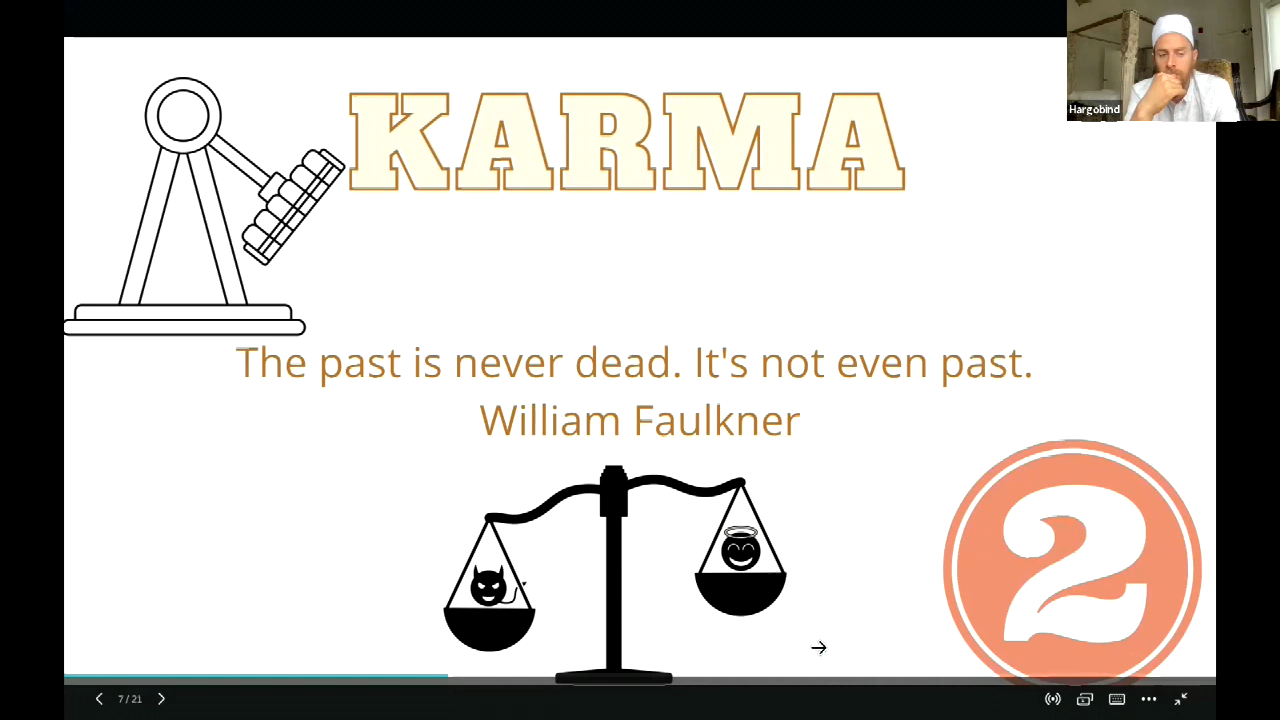 Hargobind
KARMA
The past is never dead. It's not even past.
William Faulkner
2
7 / 21